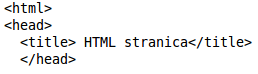 <html>
<head>
  <title> HTML stranica</title>
  </head>